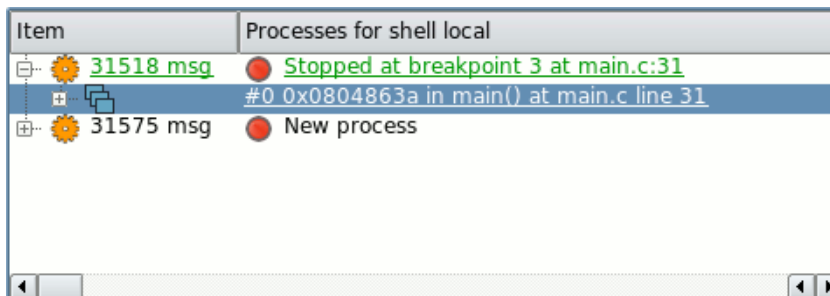 Item Processes for shell local
31518 msg Stopped at breakpoint 3 at main.c:31
#0 0x0804863a in main() at main.c line 31
31575 msg New process